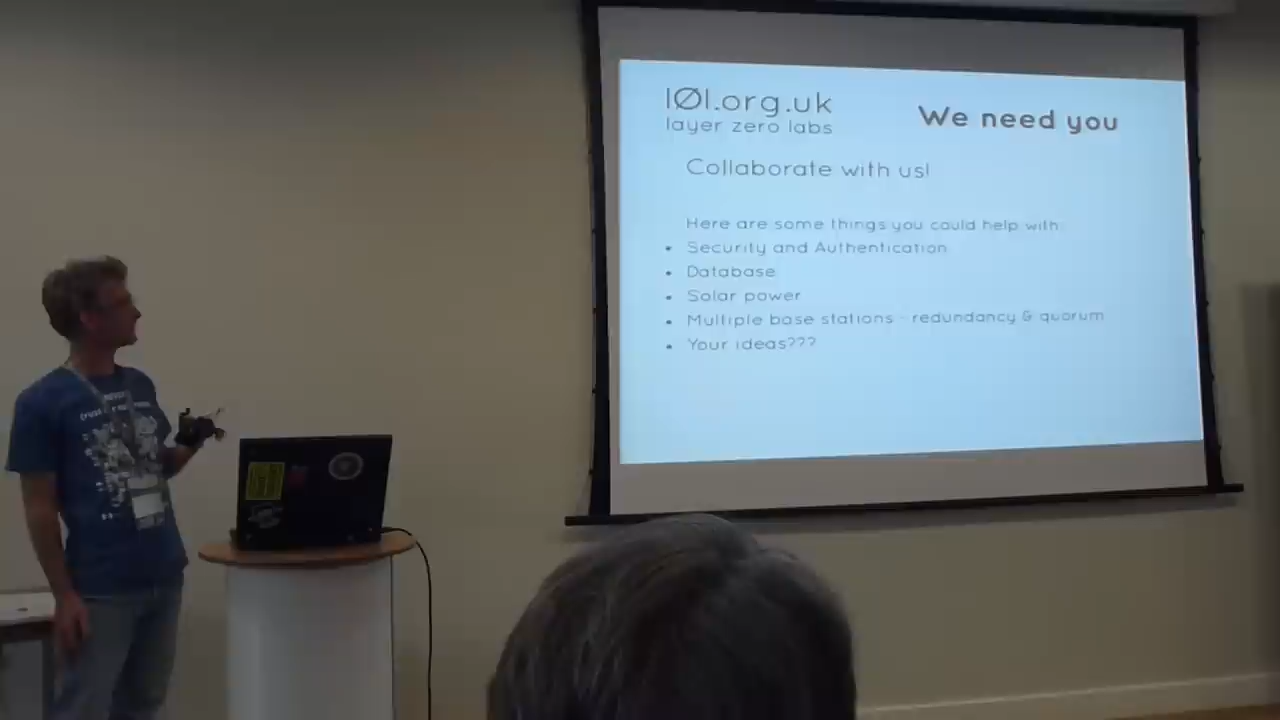 l0l.org.uk
layer zero labs
We need you
Collaborate with us!
Here are some things you could help with:
• Security and Authentication
• Database
• Solar power
• Multiple base stations - redundancy & quorum
• Your ideas???